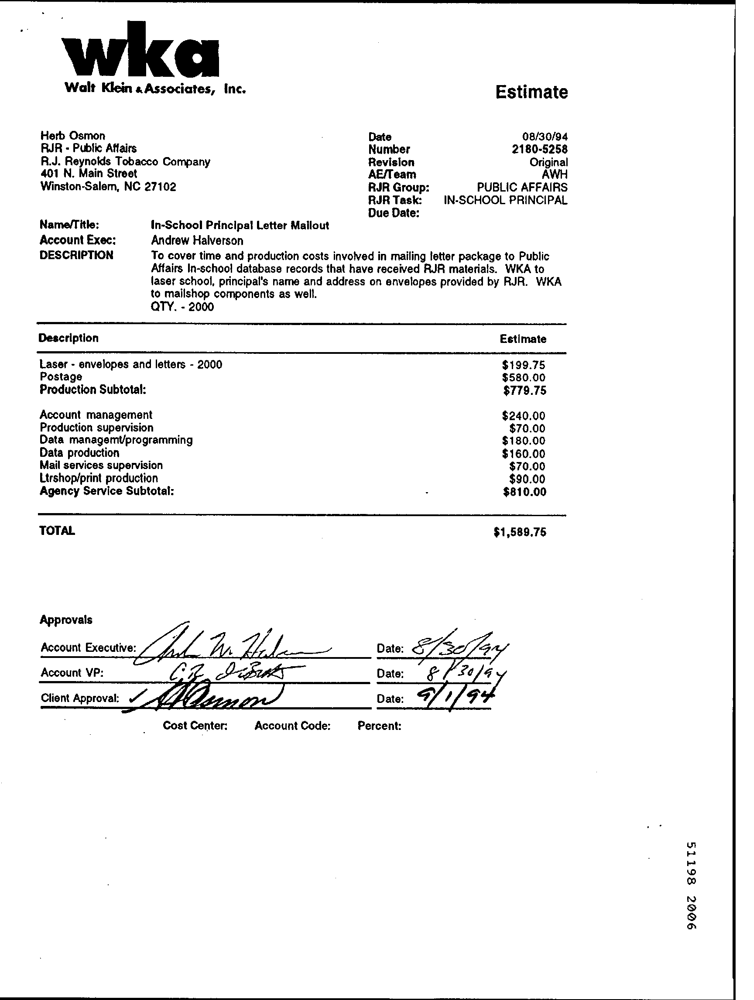 wka
Walt Klein & Associates, Inc.
Estimate
Herb Osmon
RJR - Public Affairs
R.J. Reynolds Tobacco Company
401 N. Main Street
Winston-Salem, NC 27102
Date 08/30/94
Number 2180-5258
Revision Original
AE/Team AWH
RJR Group: PUBLIC AFFAIRS
RJR Task: IN-SCHOOL PRINCIPAL
Due Date:
Name/Title: In-School Principal Letter Mailout
Account Exec: Andrew Halverson
DESCRIPTION To cover time and production costs involved in mailing letter package to Public
Affairs In-school database records that have received RJR materials. WKA to
laser school, principal's name and address on envelopes provided by RJR. WKA
to mailshop components as well.
QTY. - 2000
Description Estimate
Laser - envelopes and letters - 2000 $199.75
Postage $580.00
Production Subtotal: $779.75
Account management $240.00
Production supervision $70.00
Data managemt/programming $180.00
Data production $160.00
Mail services supervision $70.00
Ltrshop/print production $90.00
Agency Service Subtotal: $810.00
TOTAL $1,589.75
Approvals
Account Executive: Date: 8/30/94
Account VP: Date: 8/30/94
Client Approval: Osmon Date: 9/1/94
Cost Center: Account Code: Percent:
51198 2006